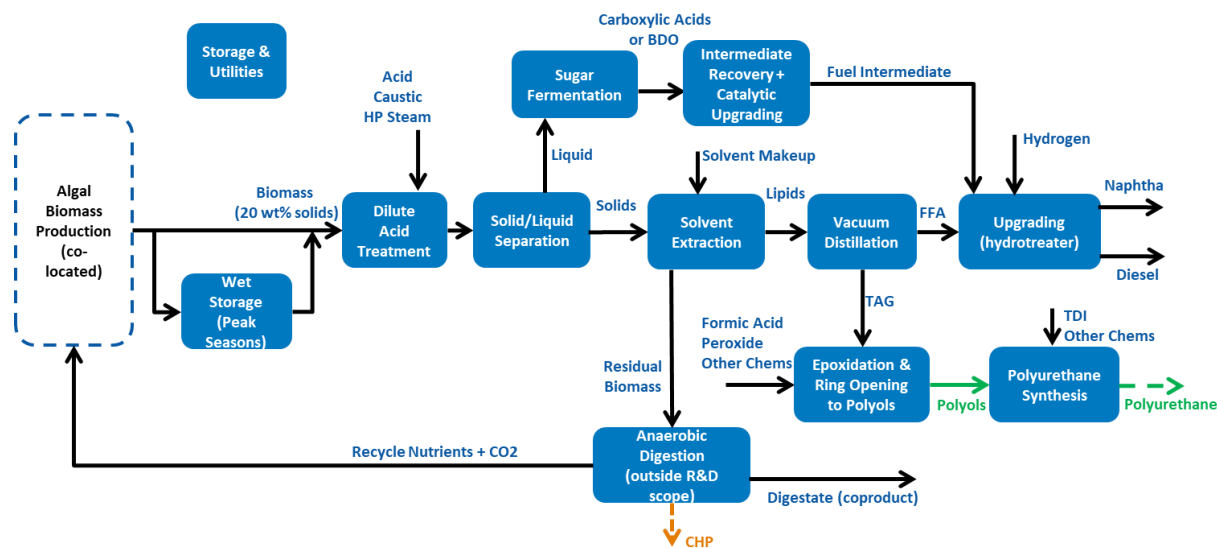 Storage &
Utilities
Carboxylic Acids
or BDO
Sugar
Fermentation
Intermediate
Recovery +
Catalytic
Upgrading
Fuel Intermediate
Acid
Caustic
HP Steam
Liquid
Solvent Makeup
Hydrogen
Algal
Biomass
Production
(co-
located)
Biomass
(20 wt% solids)
Dilute
Acid
Treatment
Solid/Liquid
Separation
Solids
Solvent
Extraction
Lipids
Vacuum
Distillation
FFA
Upgrading
(hydrotreater)
Naphtha
Diesel
Wet
Storage
(Peak
Seasons)
TAG
Formic Acid
Peroxide
Other Chems
Epoxidation &
Ring Opening
to Polyols
Polyols
TDI
Other Chems
Polyurethane
Synthesis
Polyurethane
Residual
Biomass
Anaerobic
Digestion
(outside R&D
scope)
Recycle Nutrients + CO2
Digestate (coproduct)
CHP